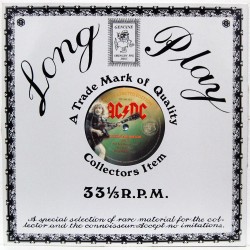 GENUINE
Long Play
A Trade Mark of Quality
AC/DC
Collectors Item
33⅓ R.P.M.
A special selection of rare material for the col-
lector and the connoisseur. Accept no imitations.